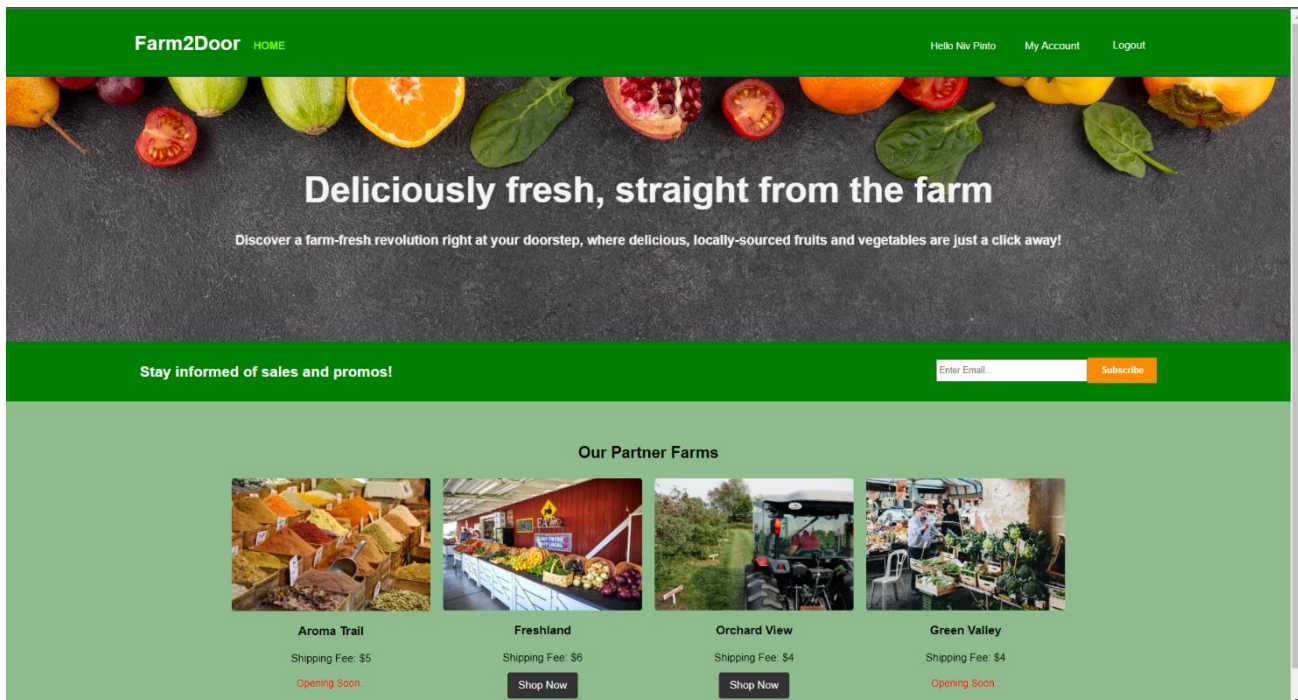 Farm2Door HOME Hello Niv Pinto My Account Logout
Deliciously fresh, straight from the farm
Discover a farm-fresh revolution right at your doorstep, where delicious, locally-sourced fruits and vegetables are just a click away!
Stay informed of sales and promos! Enter Email... Subscribe
Our Partner Farms
Aroma Trail
Shipping Fee: $5
Opening Soon..
Freshland
Shipping Fee: $6
Shop Now
Orchard View
Shipping Fee: $4
Shop Now
Green Valley
Shipping Fee: $4
Opening Soon..